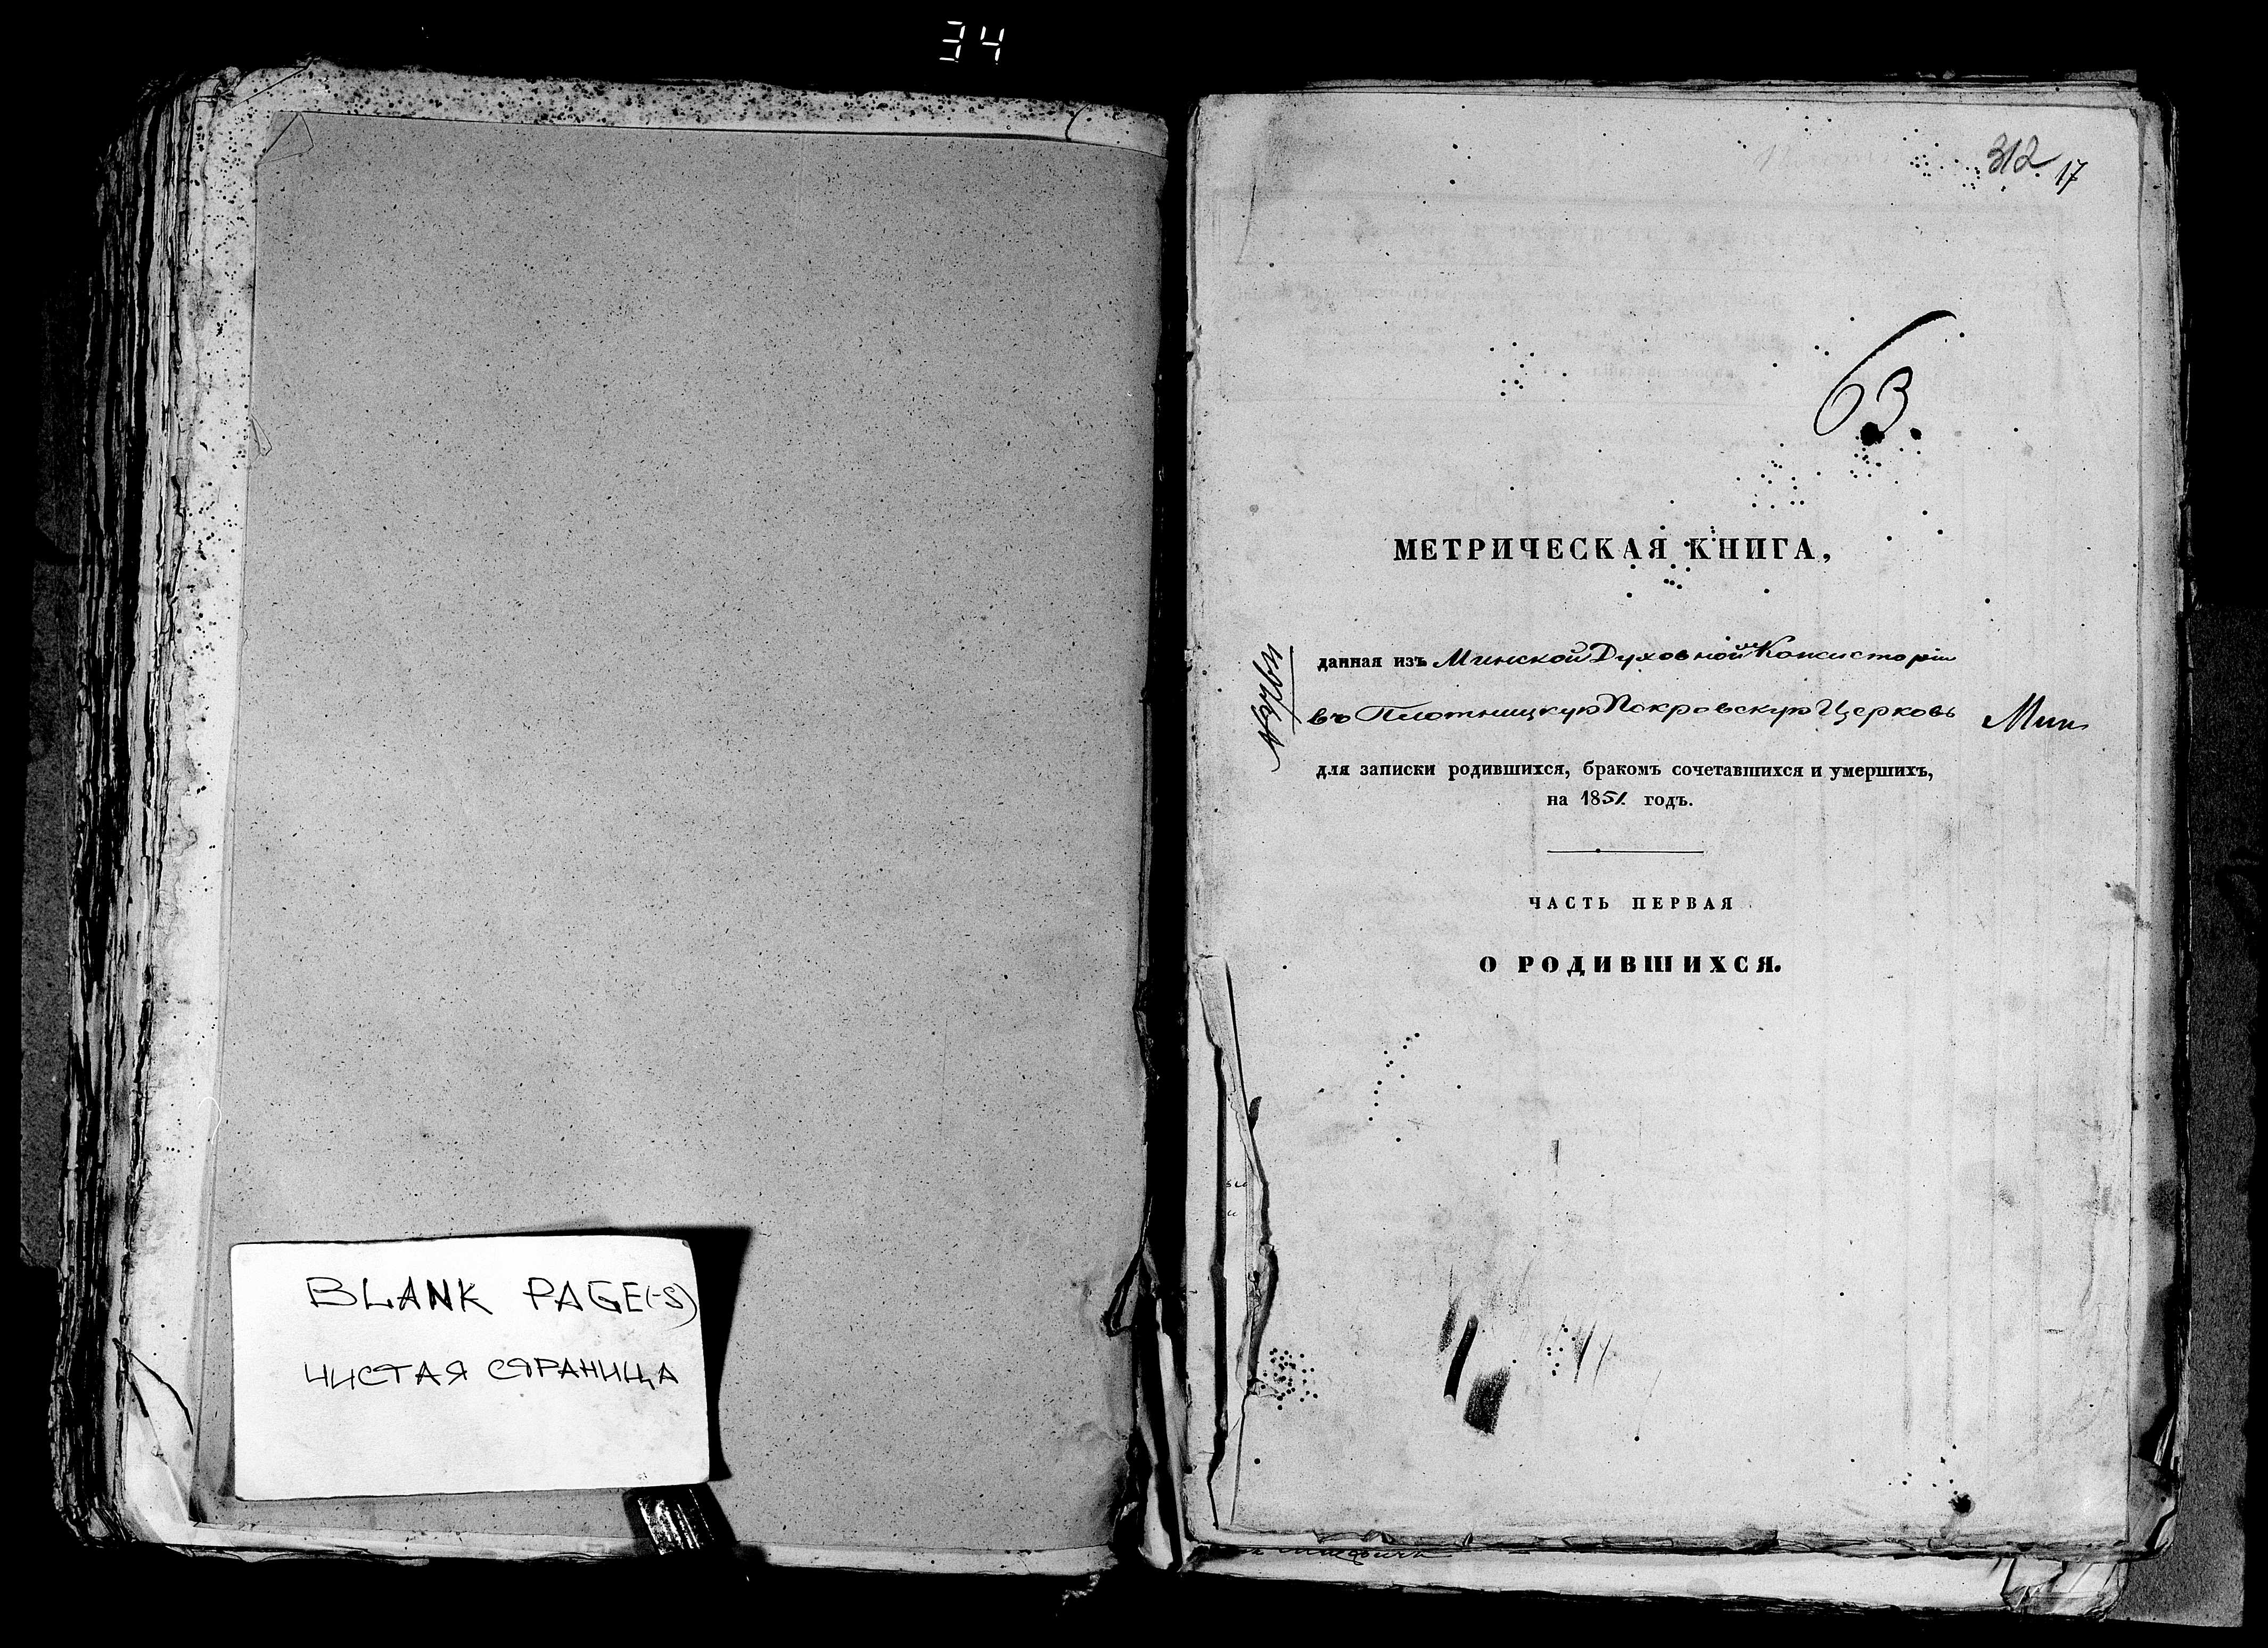 34
BLANK PAGE(-S)
ЧИСТАЯ СТРАНИЦА
312 17
63.
МЕТРИЧЕСКАЯ КНИГА,
данная изъ Минской Духовной Консисторіи
въ Плотницкую Покровскую Церковь
Мин
для записки родившихся, бракомъ сочетавшихся и умершихъ,
на 1851. годъ.
ЧАСТЬ ПЕРВАЯ
О РОДИВШИХСЯ.